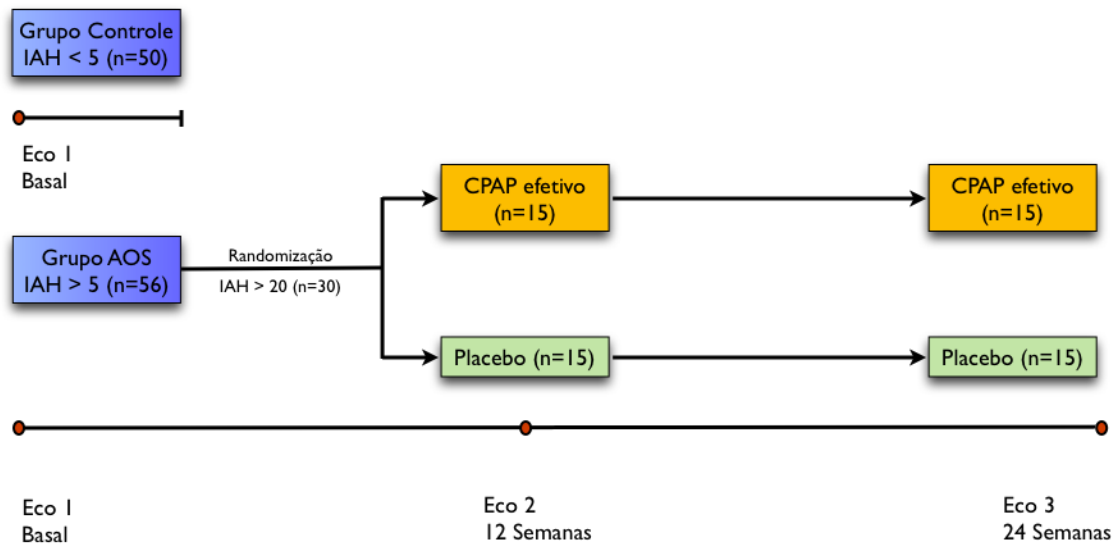 Grupo Controle
IAH < 5 (n=50)
Eco 1
Basal
Grupo AOS
IAH > 5 (n=56)
Randomização
IAH > 20 (n=30)
CPAP efetivo
(n=15)
CPAP efetivo
(n=15)
Placebo (n=15)
Placebo (n=15)
Eco 1
Basal
Eco 2
12 Semanas
Eco 3
24 Semanas